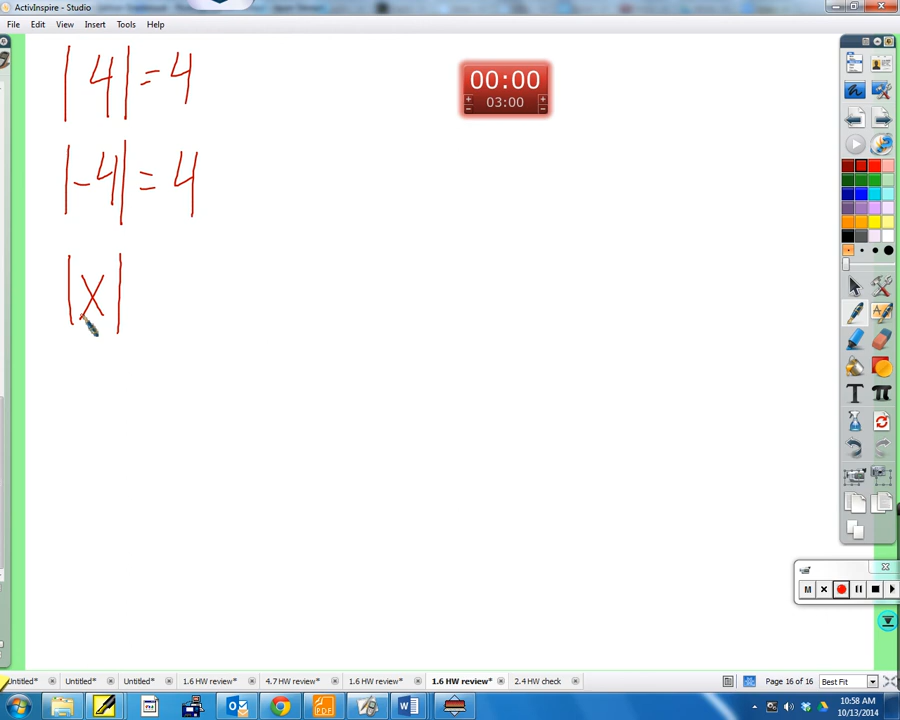 ActivInspire - Studio
File Edit View Insert Tools Help
|4| = 4
|-4| = 4
|x|
00:00
03:00
Untitled* Untitled* Untitled* 1.6 HW review* 4.7 HW review* 1.6 HW review* 1.6 HW review* 2.4 HW check
Page 16 of 16 Best Fit
10:58 AM
10/13/2014